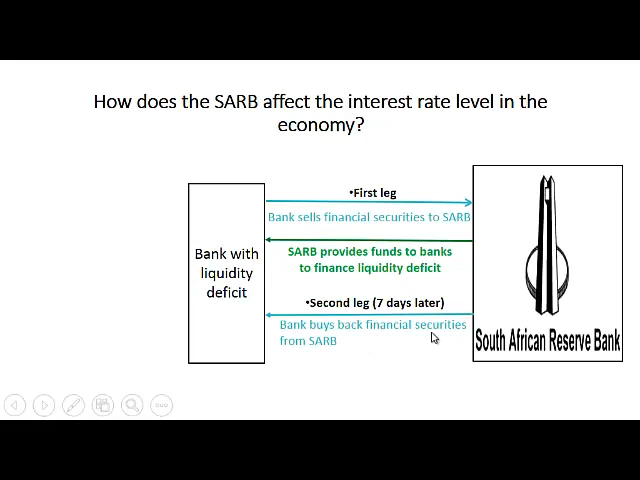 How does the SARB affect the interest rate level in the
economy?
•First leg
Bank sells financial securities to SARB
Bank with
liquidity
deficit
SARB provides funds to banks
to finance liquidity deficit
•Second leg (7 days later)
Bank buys back financial securities
from SARB
South African Reserve Bank